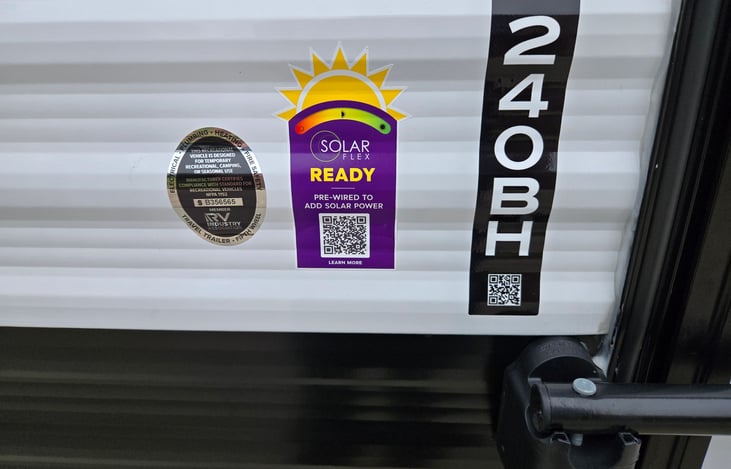 ELECTRICAL • PLUMBING • HEATING • FIRE SAFETY
THIS RECREATIONAL
VEHICLE IS DESIGNED
FOR TEMPORARY
RECREATIONAL, CAMPING,
OR SEASONAL USE
MANUFACTURER CERTIFIES
COMPLIANCE WITH STANDARD FOR
RECREATIONAL VEHICLES
NFPA 1192
S B356565
MEMBER
RV
INDUSTRY
ASSOCIATION
TRAVEL TRAILER • FIFTH WHEEL
SOLAR
FLEX
READY
PRE-WIRED TO
ADD SOLAR POWER
LEARN MORE
240BH